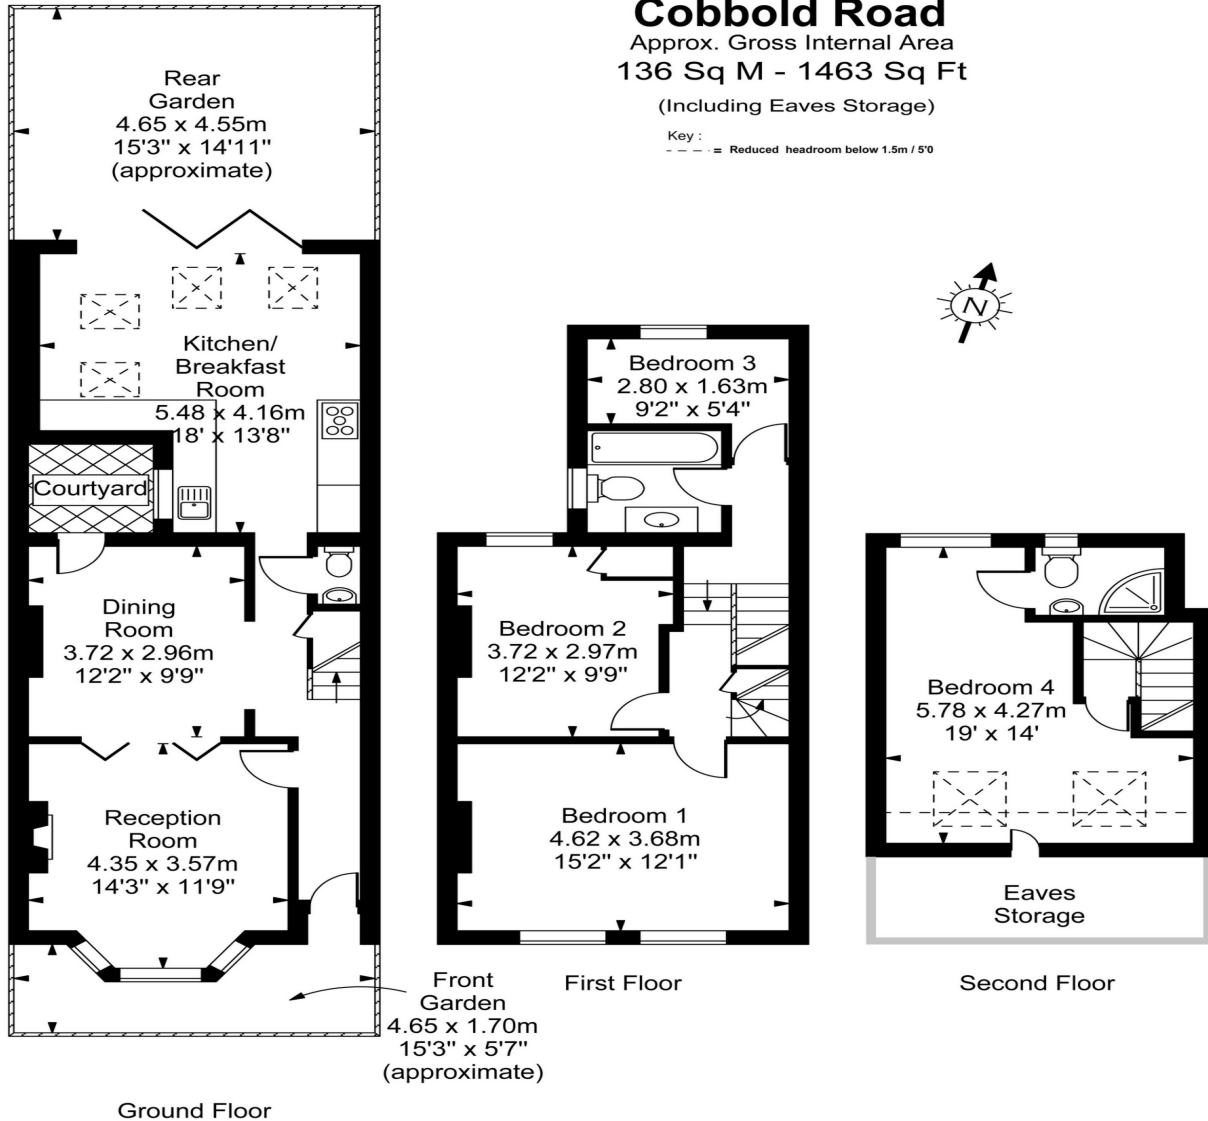 Cobbold Road
Approx. Gross Internal Area
136 Sq M - 1463 Sq Ft
(Including Eaves Storage)
Key :
= Reduced headroom below 1.5m / 5'0
Rear
Garden
4.65 x 4.55m
15'3" x 14'11"
(approximate)
Kitchen/
Breakfast
Room
5.48 x 4.16m
18' x 13'8"
Courtyard
Dining
Room
3.72 x 2.96m
12'2" x 9'9"
Reception
Room
4.35 x 3.57m
14'3" x 11'9"
Front
Garden
4.65 x 1.70m
15'3" x 5'7"
(approximate)
Ground Floor
N
Bedroom 3
2.80 x 1.63m
9'2" x 5'4"
Bedroom 2
3.72 x 2.97m
12'2" x 9'9"
Bedroom 1
4.62 x 3.68m
15'2" x 12'1"
First Floor
Bedroom 4
5.78 x 4.27m
19' x 14'
Eaves
Storage
Second Floor